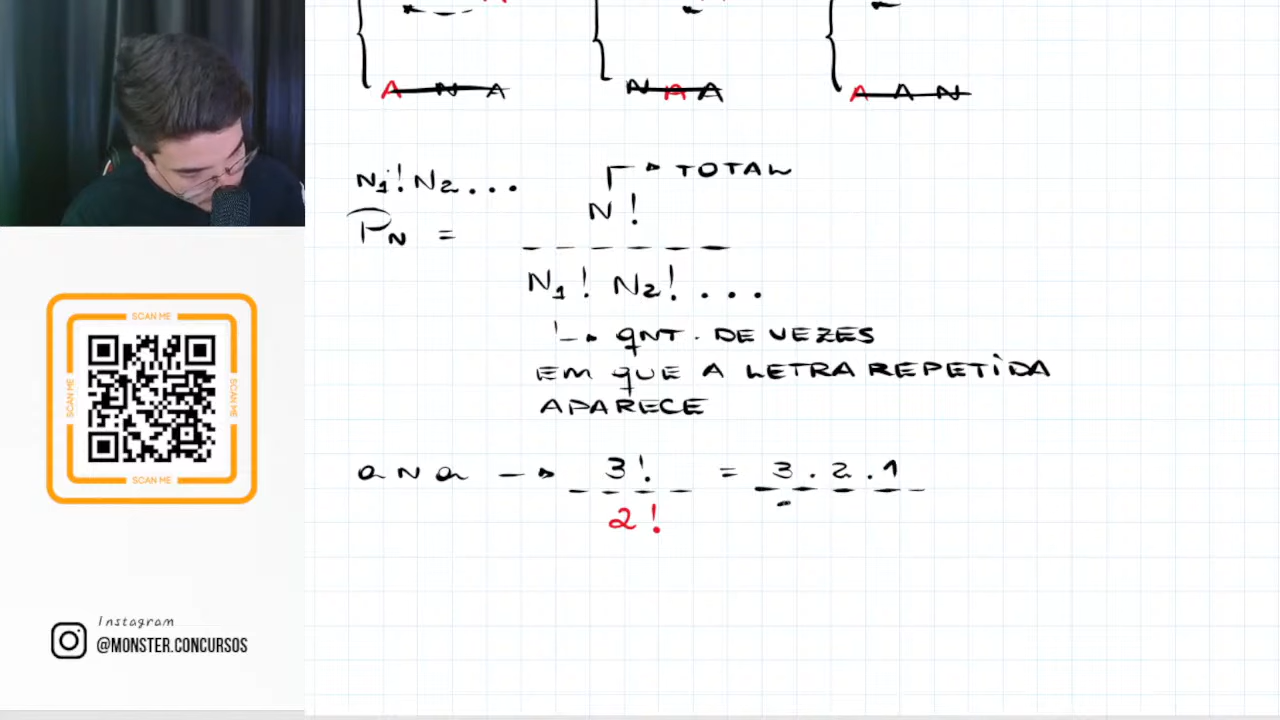 A
A N A
N A A
A A N
N1! N2 ...
PN =
N !
TOTAL
N1! N2! ...
QNT. DE VEZES
EM QUE A LETRA REPETIDA
APARECE
ANA → 3! = 3.2.1
2!
SCAN ME
SCAN ME
SCAN ME
SCAN ME
Instagram
@MONSTER.CONCURSOS